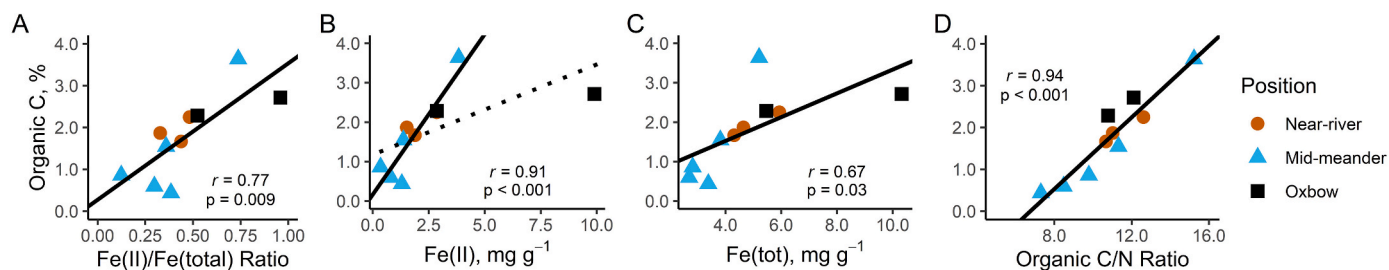 A
B
C
D
Organic C, %
4.0
3.0
2.0
1.0
0.0
r = 0.77
p = 0.009
0.00
0.25
0.50
0.75
1.00
Fe(II)/Fe(total) Ratio
4.0
3.0
2.0
1.0
0.0
r = 0.91
p < 0.001
0.0
2.5
5.0
7.5
10.0
Fe(II), mg g⁻¹
4.0
3.0
2.0
1.0
0.0
r = 0.67
p = 0.03
4.0
6.0
8.0
10.0
Fe(tot), mg g⁻¹
4.0
3.0
2.0
1.0
0.0
r = 0.94
p < 0.001
8.0
12.0
16.0
Organic C/N Ratio
Position
Near-river
Mid-meander
Oxbow